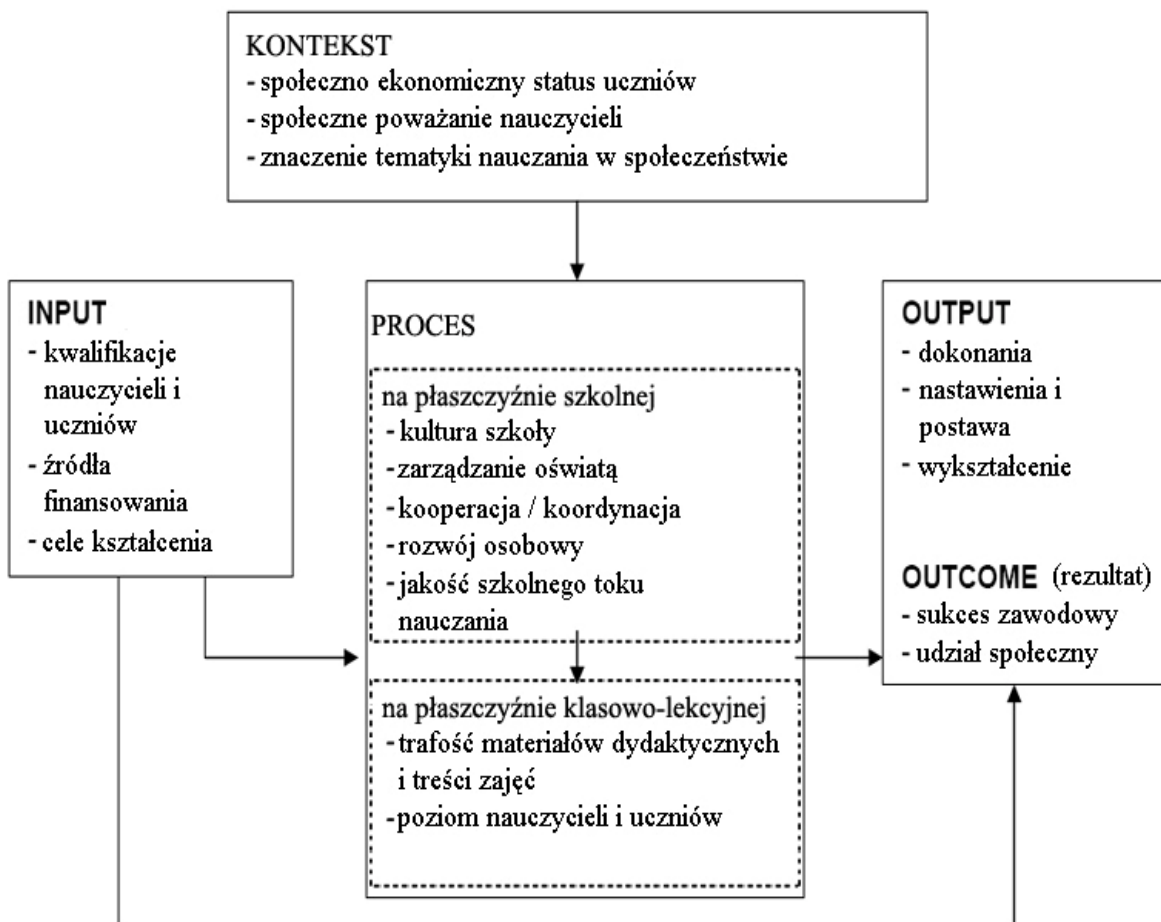 KONTEKST
- społeczno ekonomiczny status uczniów
- społeczne poważanie nauczycieli
- znaczenie tematyki nauczania w społeczeństwie
INPUT
- kwalifikacje
nauczycieli i
uczniów
- źródła
finansowania
- cele kształcenia
PROCES
na płaszczyźnie szkolnej
- kultura szkoły
- zarządzanie oświatą
- kooperacja / koordynacja
- rozwój osobowy
- jakość szkolnego toku
nauczania
na płaszczyźnie klasowo-lekcyjnej
- trafość materiałów dydaktycznych
i treści zajęć
- poziom nauczycieli i uczniów
OUTPUT
- dokonania
- nastawienia i
postawa
- wykształcenie
OUTCOME (rezultat)
- sukces zawodowy
- udział społeczny